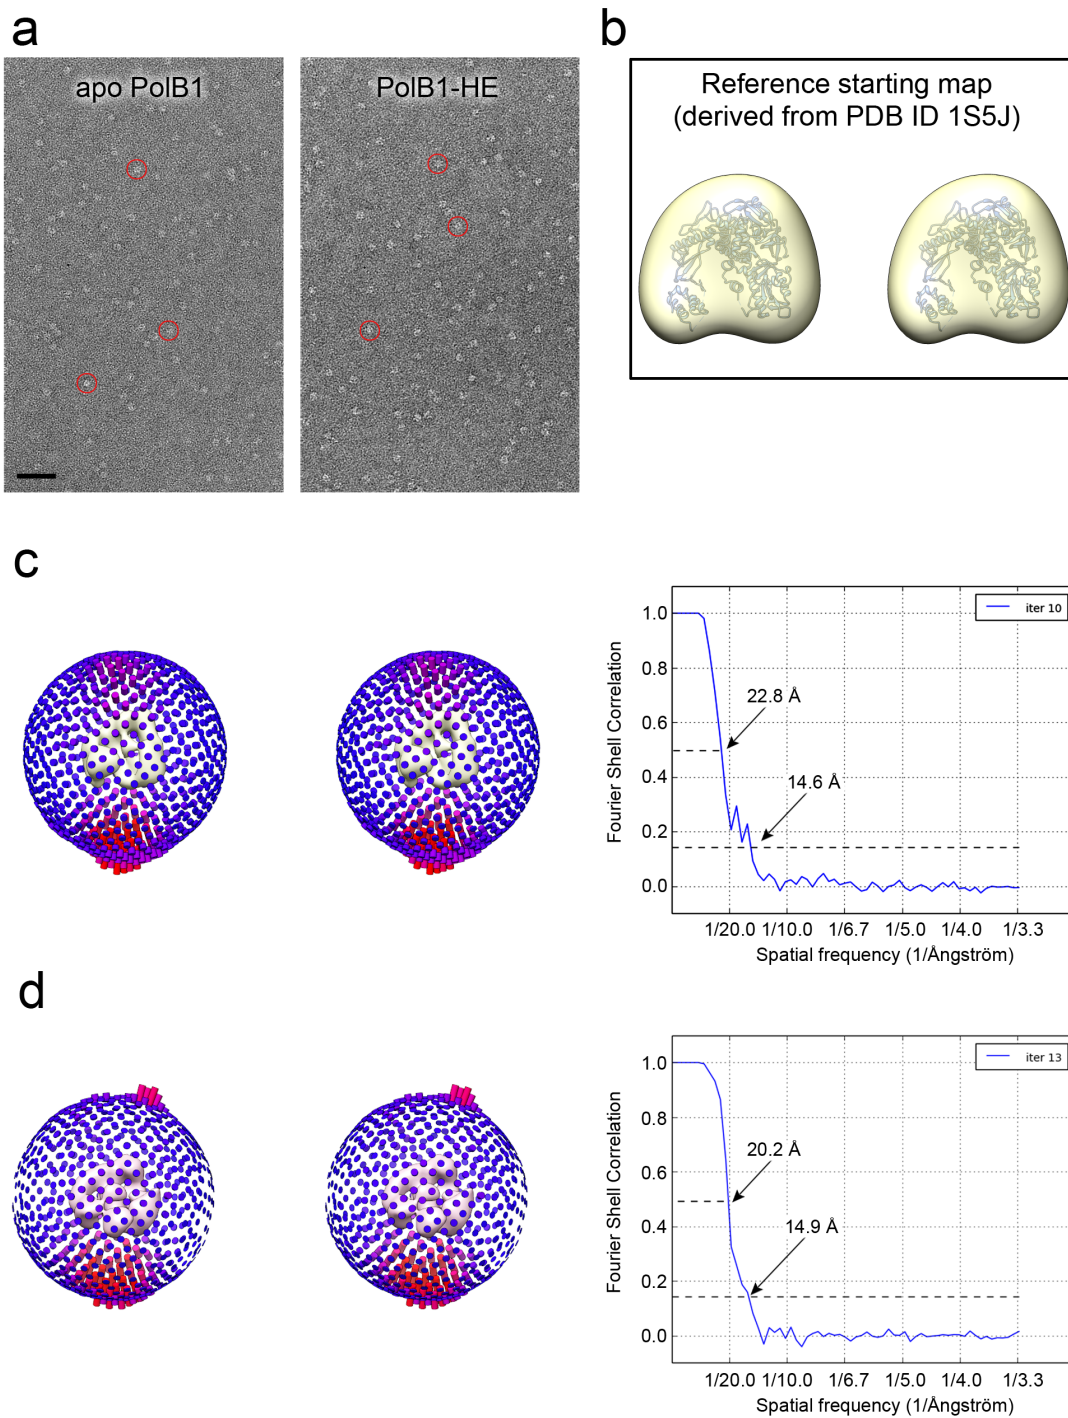 a
apo PolB1
PolB1-HE
b
Reference starting map
(derived from PDB ID 1S5J)
c
1.0
0.8
0.6
0.4
0.2
0.0
Fourier Shell Correlation
iter 10
22.8 Å
14.6 Å
1/20.0 1/10.0 1/6.7 1/5.0 1/4.0 1/3.3
Spatial frequency (1/Ångström)
d
1.0
0.8
0.6
0.4
0.2
0.0
Fourier Shell Correlation
iter 13
20.2 Å
14.9 Å
1/20.0 1/10.0 1/6.7 1/5.0 1/4.0 1/3.3
Spatial frequency (1/Ångström)